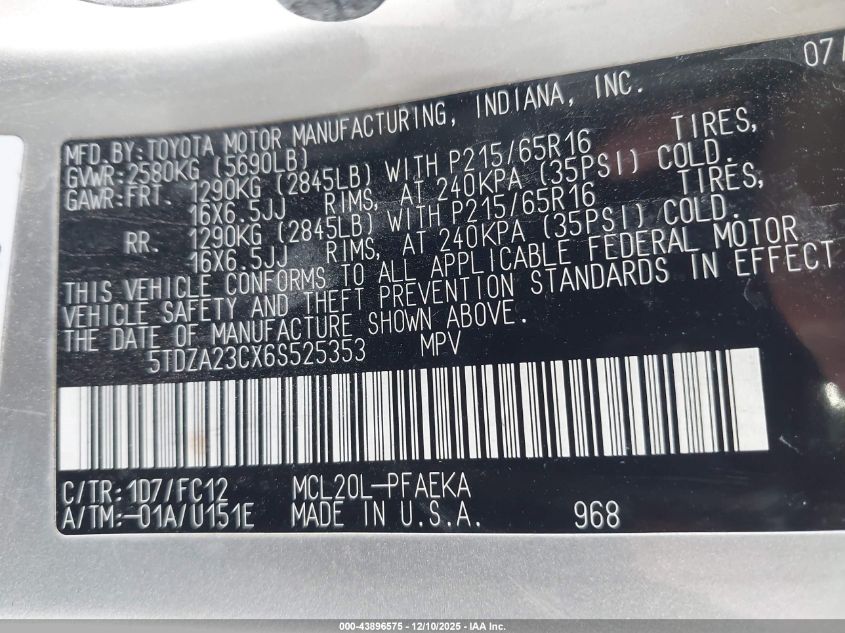 07/
MFD.BY:TOYOTA MOTOR MANUFACTURING, INDIANA, INC.
GVWR:2580KG (5690LB)
GAWR:FRT. 1290KG (2845LB) WITH P215/65R16 TIRES,
16X6.5JJ RIMS, AT 240KPA (35PSI) COLD.
RR. 1290KG (2845LB) WITH P215/65R16 TIRES,
16X6.5JJ RIMS, AT 240KPA (35PSI) COLD.
THIS VEHICLE CONFORMS TO ALL APPLICABLE FEDERAL MOTOR
VEHICLE SAFETY AND THEFT PREVENTION STANDARDS IN EFFECT
THE DATE OF MANUFACTURE SHOWN ABOVE.
5TDZA23CX6S525353 MPV
C/TR:1D7/FC12 MCL20L-PFAEKA
A/TM:-01A/U151E MADE IN U.S.A. 968
000-43896575 — 12/10/2025 — IAA Inc.